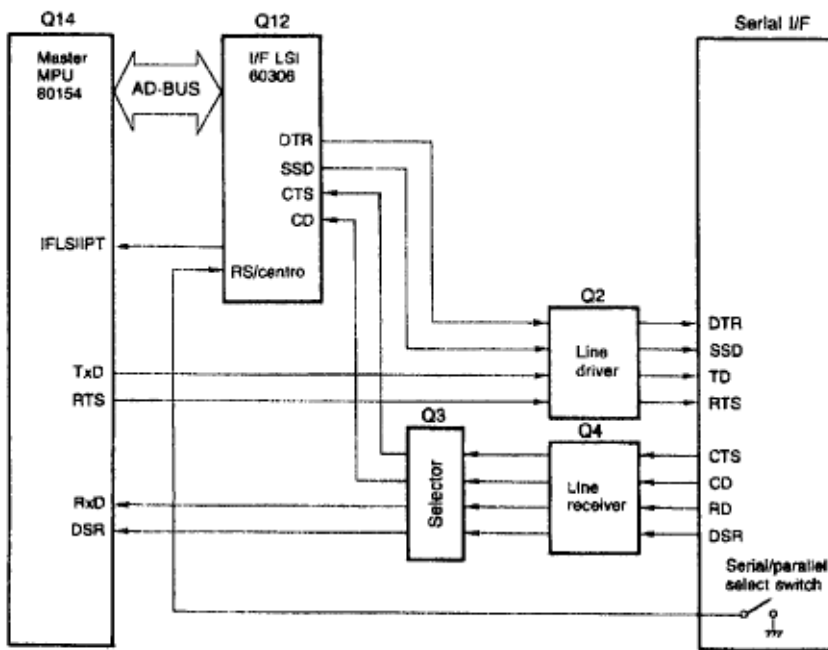 Q14
Q12
Serial I/F
Master
MPU
80154
AD-BUS
I/F LSI
60306
DTR
SSD
CTS
CD
IFLSIIPT
RS/centro
Q2
Line
driver
DTR
SSD
TD
RTS
TxD
RTS
Q3
Selector
Q4
Line
receiver
CTS
CD
RD
DSR
RxD
DSR
Serial/parallel
select switch